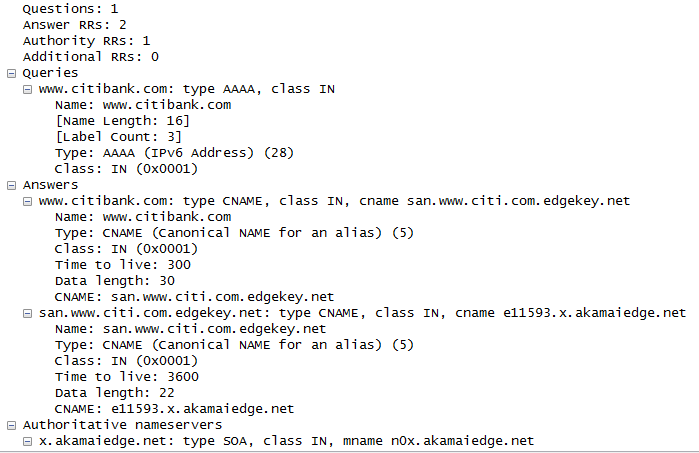 Questions: 1
Answer RRs: 2
Authority RRs: 1
Additional RRs: 0
Queries
www.citibank.com: type AAAA, class IN
Name: www.citibank.com
[Name Length: 16]
[Label Count: 3]
Type: AAAA (IPv6 Address) (28)
Class: IN (0x0001)
Answers
www.citibank.com: type CNAME, class IN, cname san.www.citi.com.edgekey.net
Name: www.citibank.com
Type: CNAME (Canonical NAME for an alias) (5)
Class: IN (0x0001)
Time to live: 300
Data length: 30
CNAME: san.www.citi.com.edgekey.net
san.www.citi.com.edgekey.net: type CNAME, class IN, cname e11593.x.akamaiedge.net
Name: san.www.citi.com.edgekey.net
Type: CNAME (Canonical NAME for an alias) (5)
Class: IN (0x0001)
Time to live: 3600
Data length: 22
CNAME: e11593.x.akamaiedge.net
Authoritative nameservers
x.akamaiedge.net: type SOA, class IN, mname n0x.akamaiedge.net